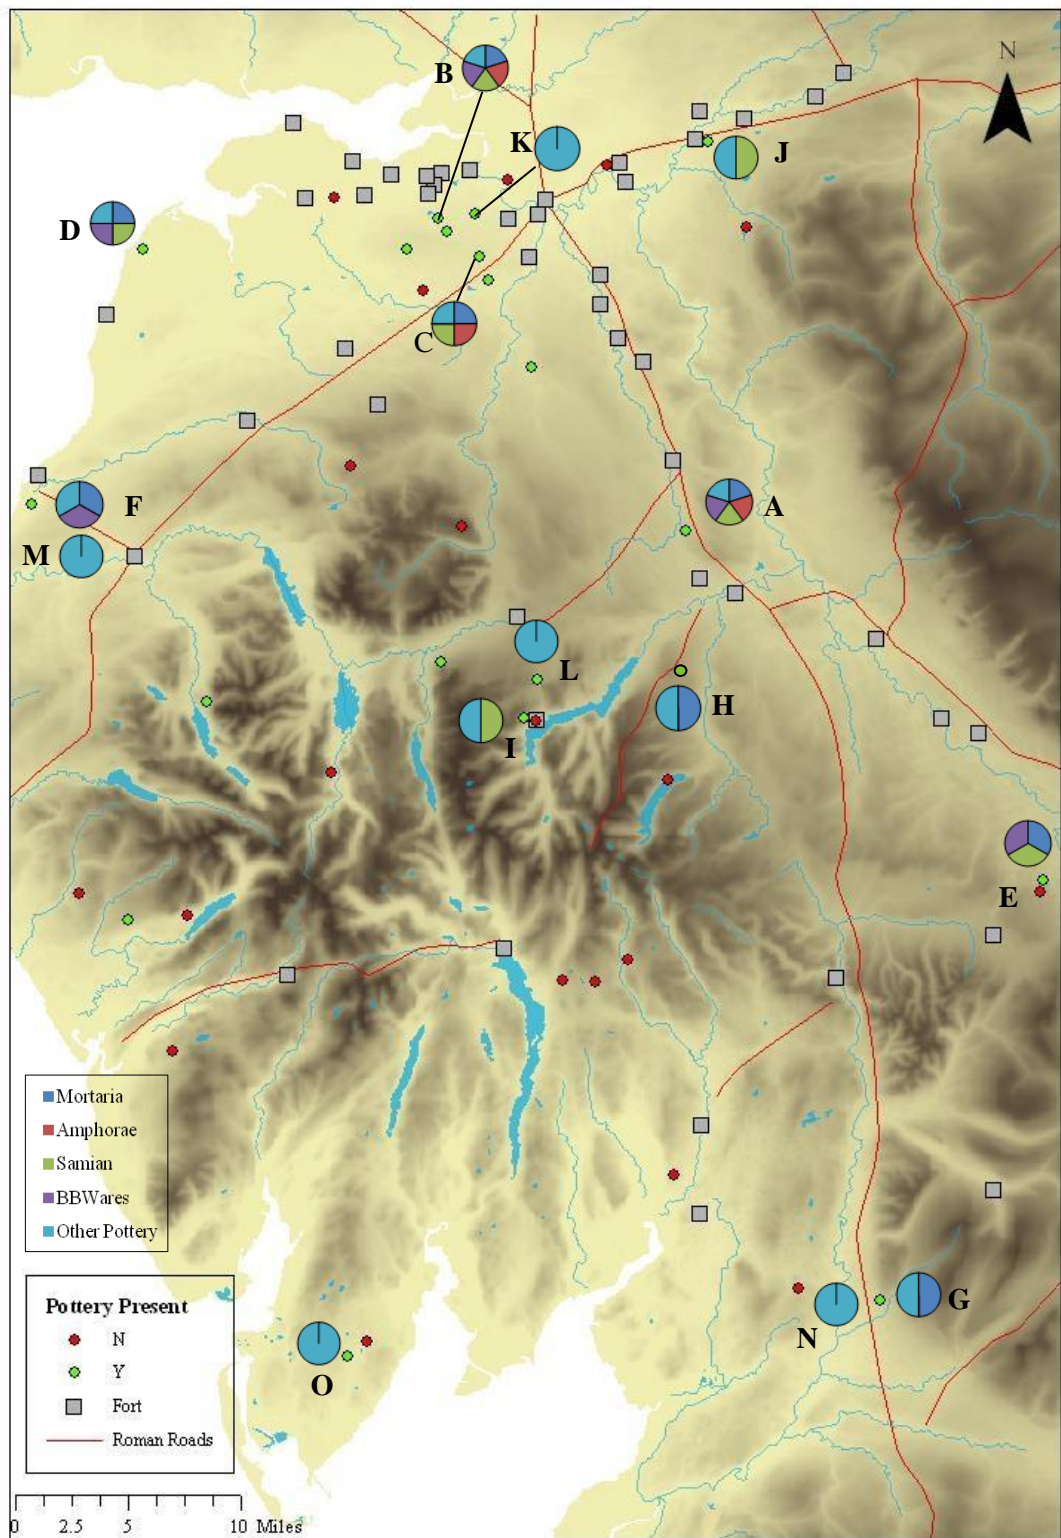 N
B
K
J
D
C
F
A
M
L
H
I
E
Mortaria
Amphorae
Samian
BBWares
Other Pottery
Pottery Present
N
Y
Fort
Roman Roads
G
N
O
0 2.5 5 10 Miles